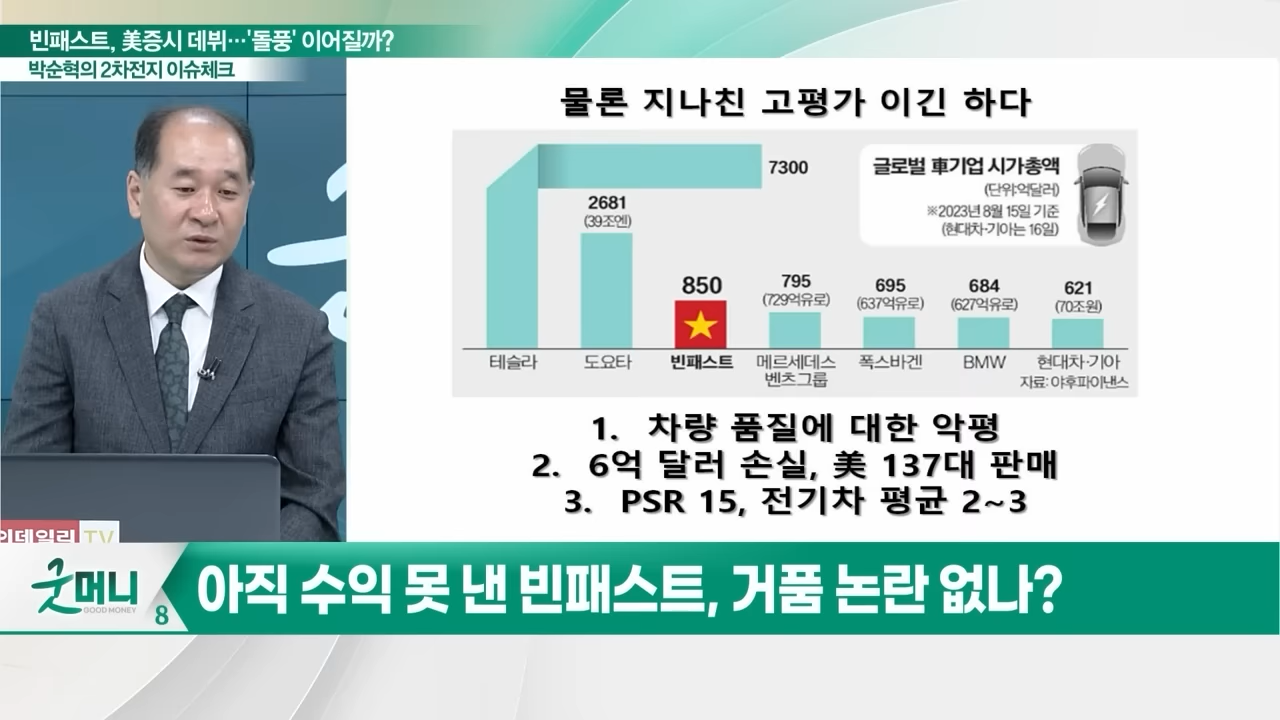 빈패스트, 美증시 데뷔…'돌풍' 이어질까?
박순혁의 2차전지 이슈체크
물론 지나친 고평가 이긴 하다
글로벌 車기업 시가총액
(단위:억달러)
※2023년 8월 15일 기준
(현대차·기아는 16일)
7300
2681
(39조엔)
850
795
(729억유로)
695
(637억유로)
684
(627억유로)
621
(70조원)
테슬라
도요타
빈패스트
메르세데스
벤츠그룹
폭스바겐
BMW
현대차·기아
자료: 야후파이낸스
1. 차량 품질에 대한 악평
2. 6억 달러 손실, 美 137대 판매
3. PSR 15, 전기차 평균 2~3
이데일리 TV
굿머니
GOOD MONEY
8
아직 수익 못 낸 빈패스트, 거품 논란 없나?